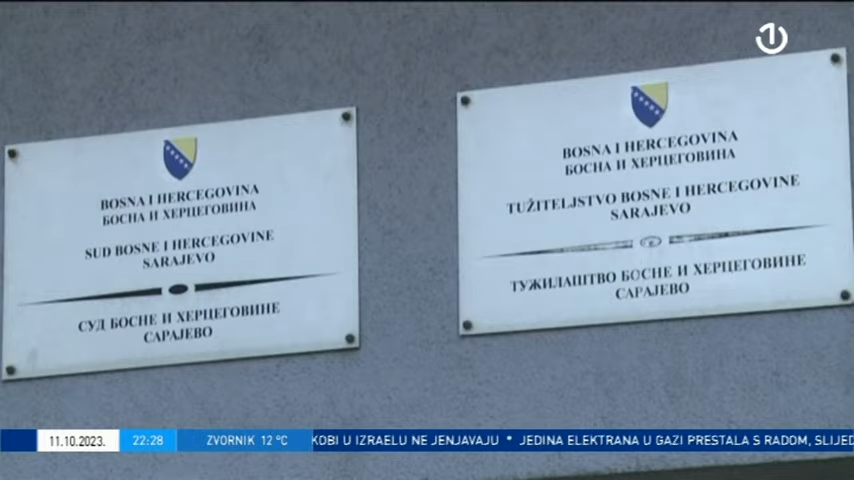 BOSNA I HERCEGOVINA
БОСНА И ХЕРЦЕГОВИНА
SUD BOSNE I HERCEGOVINE
SARAJEVO
СУД БОСНЕ И ХЕРЦЕГОВИНЕ
САРАЈЕВО
BOSNA I HERCEGOVINA
БОСНА И ХЕРЦЕГОВИНА
TUŽITELJSTVO BOSNE I HERCEGOVINE
SARAJEVO
ТУЖИЛАШТВО БОСНЕ И ХЕРЦЕГОВИНЕ
САРАЈЕВО
11.10.2023. 22:28 ZVORNIK 12 °C KOBI U IZRAELU NE JENJAVAJU * JEDINA ELEKTRANA U GAZI PRESTALA S RADOM, SLIJED